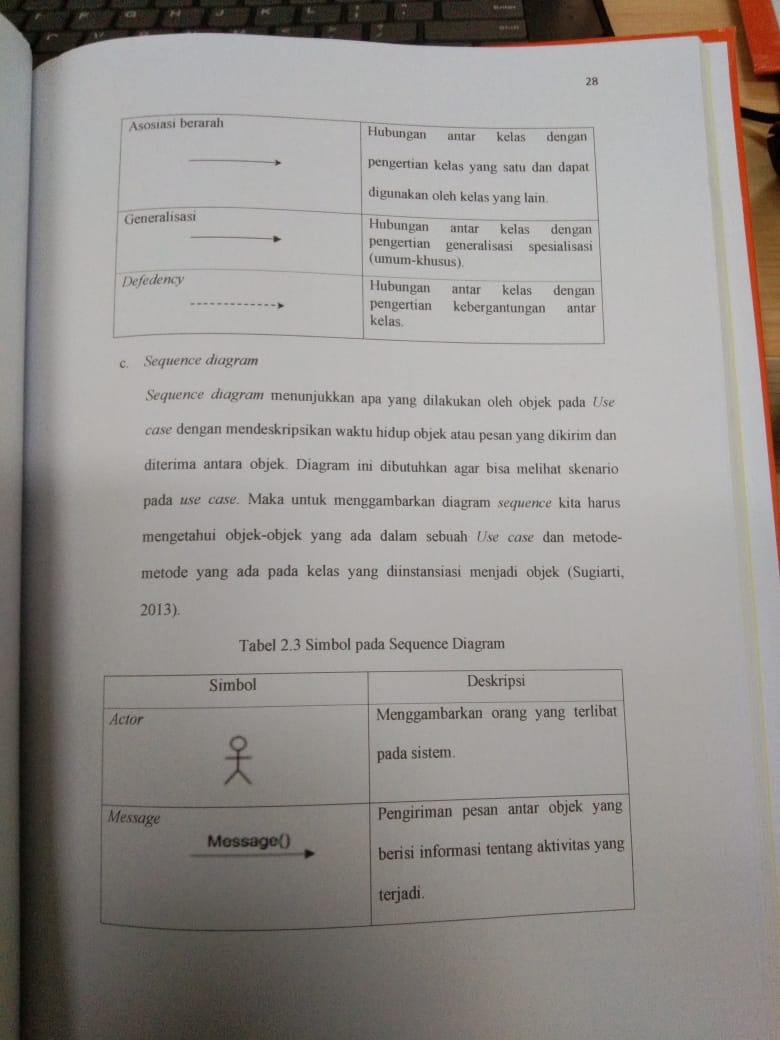 28
Asosiasi berarah
Hubungan antar kelas dengan
pengertian kelas yang satu dan dapat
digunakan oleh kelas yang lain.
Generalisasi
Hubungan antar kelas dengan
pengertian generalisasi spesialisasi
(umum-khusus).
Defedency
Hubungan antar kelas dengan
pengertian kebergantungan antar
kelas.
c. Sequence diagram
Sequence diagram menunjukkan apa yang dilakukan oleh objek pada Use
case dengan mendeskripsikan waktu hidup objek atau pesan yang dikirim dan
diterima antara objek. Diagram ini dibutuhkan agar bisa melihat skenario
pada use case. Maka untuk menggambarkan diagram sequence kita harus
mengetahui objek-objek yang ada dalam sebuah Use case dan metode-
metode yang ada pada kelas yang diinstansiasi menjadi objek (Sugiarti,
2013).
Tabel 2.3 Simbol pada Sequence Diagram
Simbol
Deskripsi
Actor
Menggambarkan orang yang terlibat
pada sistem.
Message
Message()
Pengiriman pesan antar objek yang
berisi informasi tentang aktivitas yang
terjadi.